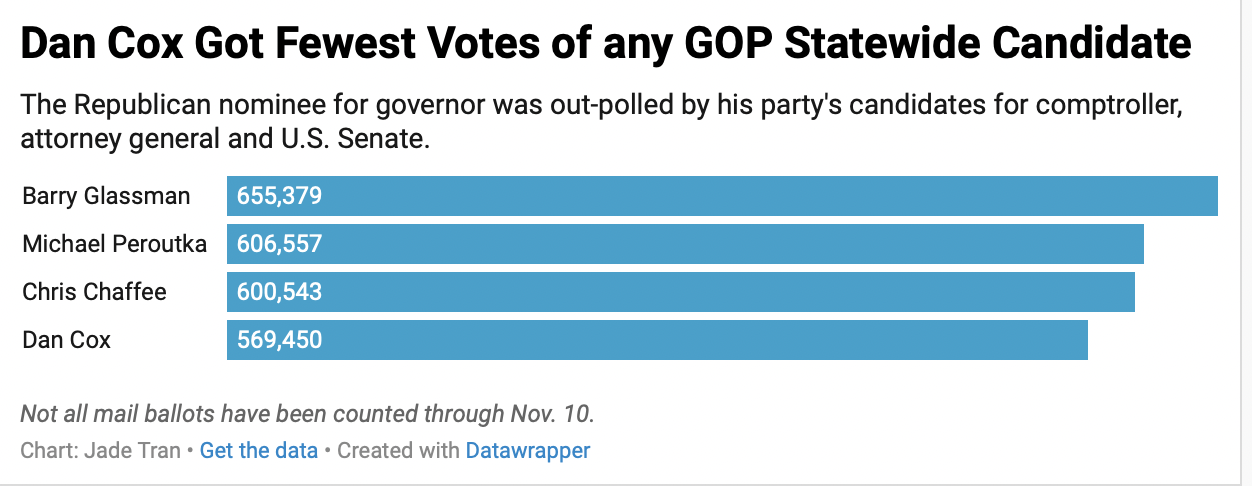 Dan Cox Got Fewest Votes of any GOP Statewide Candidate
The Republican nominee for governor was out-polled by his party's candidates for comptroller,
attorney general and U.S. Senate.
Barry Glassman 655,379
Michael Peroutka 606,557
Chris Chaffee 600,543
Dan Cox 569,450
Not all mail ballots have been counted through Nov. 10.
Chart: Jade Tran • Get the data • Created with Datawrapper